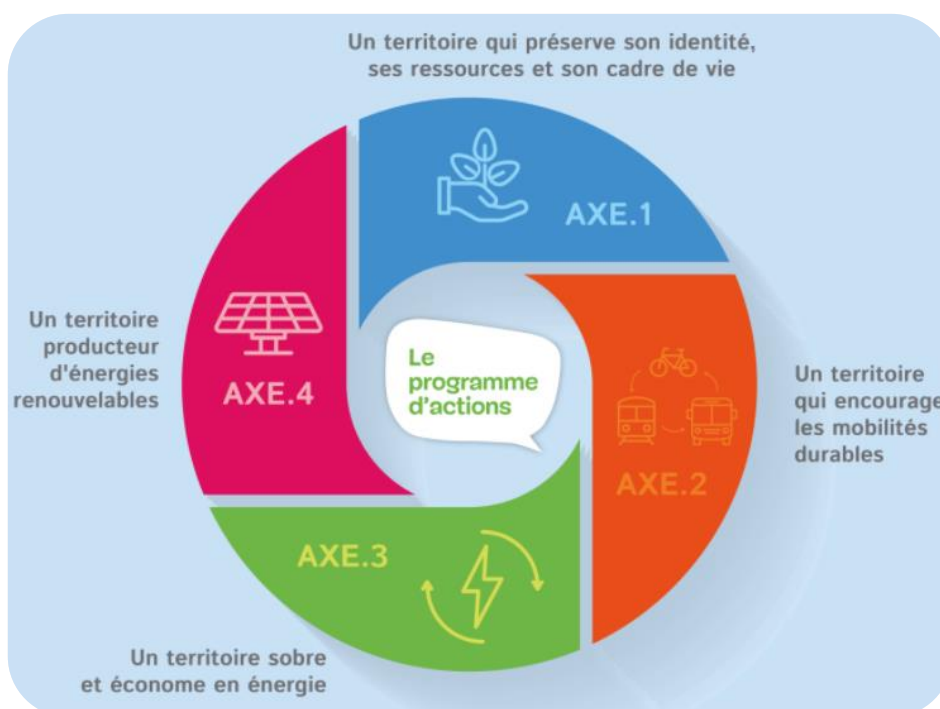 Un territoire qui préserve son identité,
ses ressources et son cadre de vie
AXE.1
Un territoire
qui encourage
les mobilités
durables
AXE.2
AXE.3
Un territoire sobre
et économe en énergie
Un territoire
producteur
d'énergies
renouvelables
AXE.4
Le
programme
d'actions